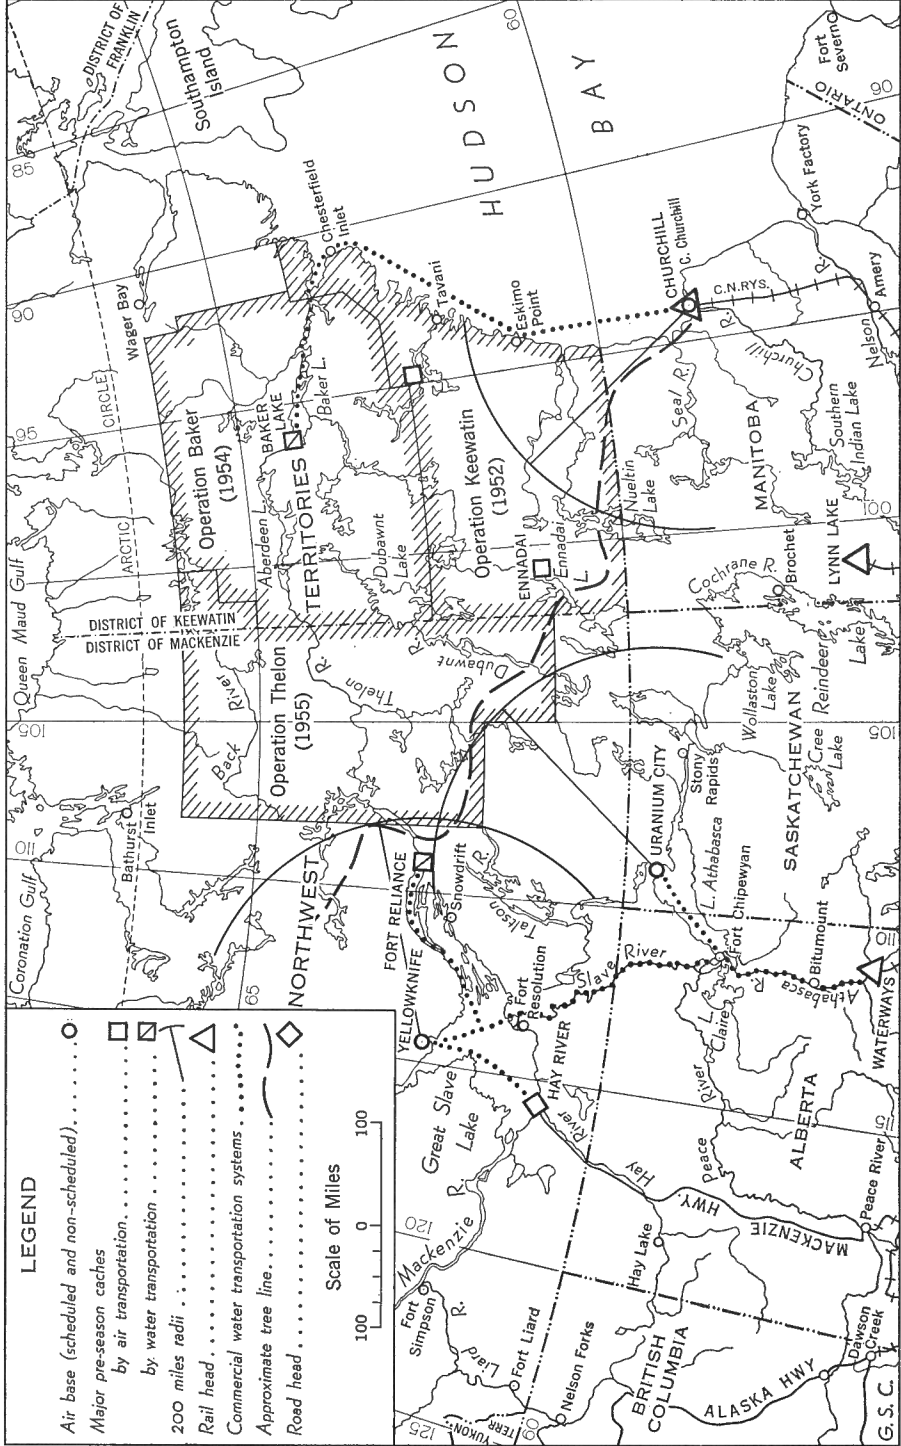 LEGEND
Air base (scheduled and non-scheduled)......
Major pre-season caches
by air transportation................
by water transportation.............
200 miles radii
Rail head
Commercial water transportation systems
Approximate tree line
Road head
Scale of Miles
100 0 100
DISTRICT OF
FRANKLIN
Southampton
Island
HUDSON
BAY
60
85
90
95
100
105
110
115
120
125
60
65
90
100
105
110
ARCTIC CIRCLE
Queen Maud Gulf
Coronation Gulf
Bathurst
Inlet
Wager Bay
Chesterfield
Inlet
Tavani
Eskimo
Point
CHURCHILL
C. Churchill
C.N.RYS.
York Factory
Fort
Severn
ONTARIO
Amery
Nelson R.
Churchill R.
Operation Baker
(1954)
BAKER
LAKE
Baker L.
Aberdeen L.
Dubawnt
Lake
Operation Keewatin
(1952)
ENNADAI
Ennadai
L.
Nueltin
Lake
Seal R.
MANITOBA
Southern
Indian Lake
LYNN LAKE
Brochet
Cochrane R.
Reindeer
Lake
DISTRICT OF KEEWATIN
DISTRICT OF MACKENZIE
Operation Thelon
(1955)
Back River
Thelon R.
Dubawnt R.
NORTHWEST TERRITORIES
FORT RELIANCE
Snowdrift
Taltson R.
YELLOWKNIFE
Great Slave
Lake
Fort
Resolution
HAY RIVER
Hay River
Slave River
URANIUM CITY
Stony
Rapids
L. Athabasca
Fort Chipewyan
Wollaston
Lake
Cree
Lake
SASKATCHEWAN
L.
Claire
Bitumount
Athabasca R.
WATERWAYS
Peace River
ALBERTA
Peace River
MACKENZIE HWY.
Hay Lake
Mackenzie R.
Fort
Simpson
Liard R.
Fort Liard
Nelson Forks
BRITISH
COLUMBIA
ALASKA HWY
Dawson
Creek
YUKON
TERR
G.S.C.